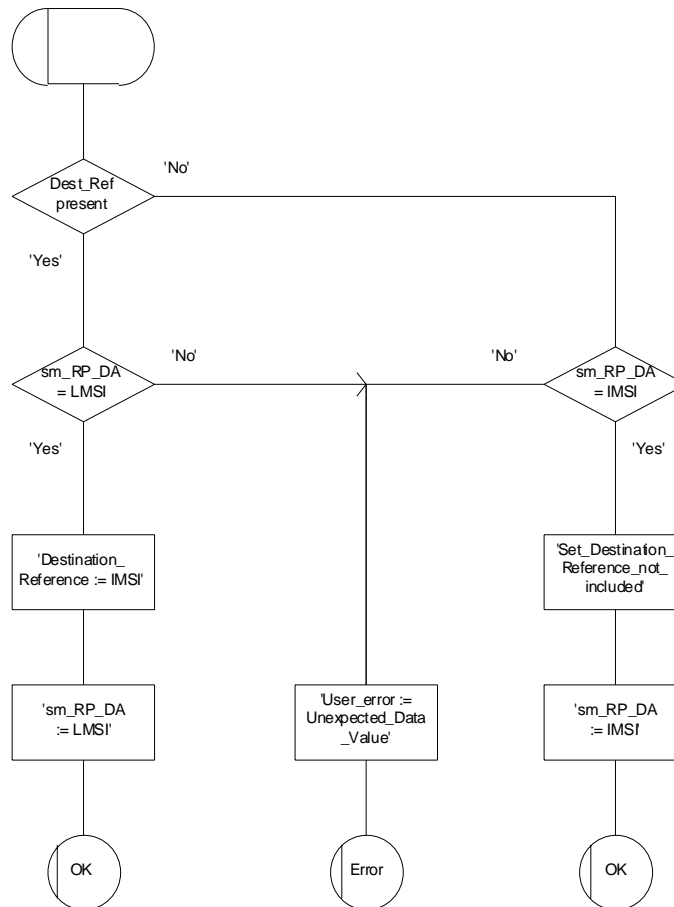 'No'
Dest_Ref
present
'Yes'
sm_RP_DA
= LMSI
'No'
'No'
sm_RP_DA
= IMSI
'Yes'
'Yes'
'Destination_
Reference := IMSI'
'Set_Destination_
Reference_not_
included'
'sm_RP_DA
:= LMSI'
'User_error :=
Unexpected_Data
_Value'
'sm_RP_DA
:= IMSI'
OK
Error
OK